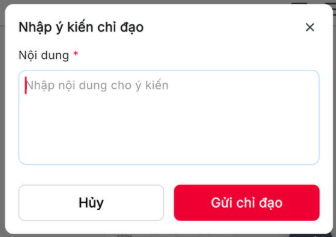 Nhập ý kiến chỉ đạo
Nội dung *
Nhập nội dung cho ý kiến
Hủy
Gửi chỉ đạo